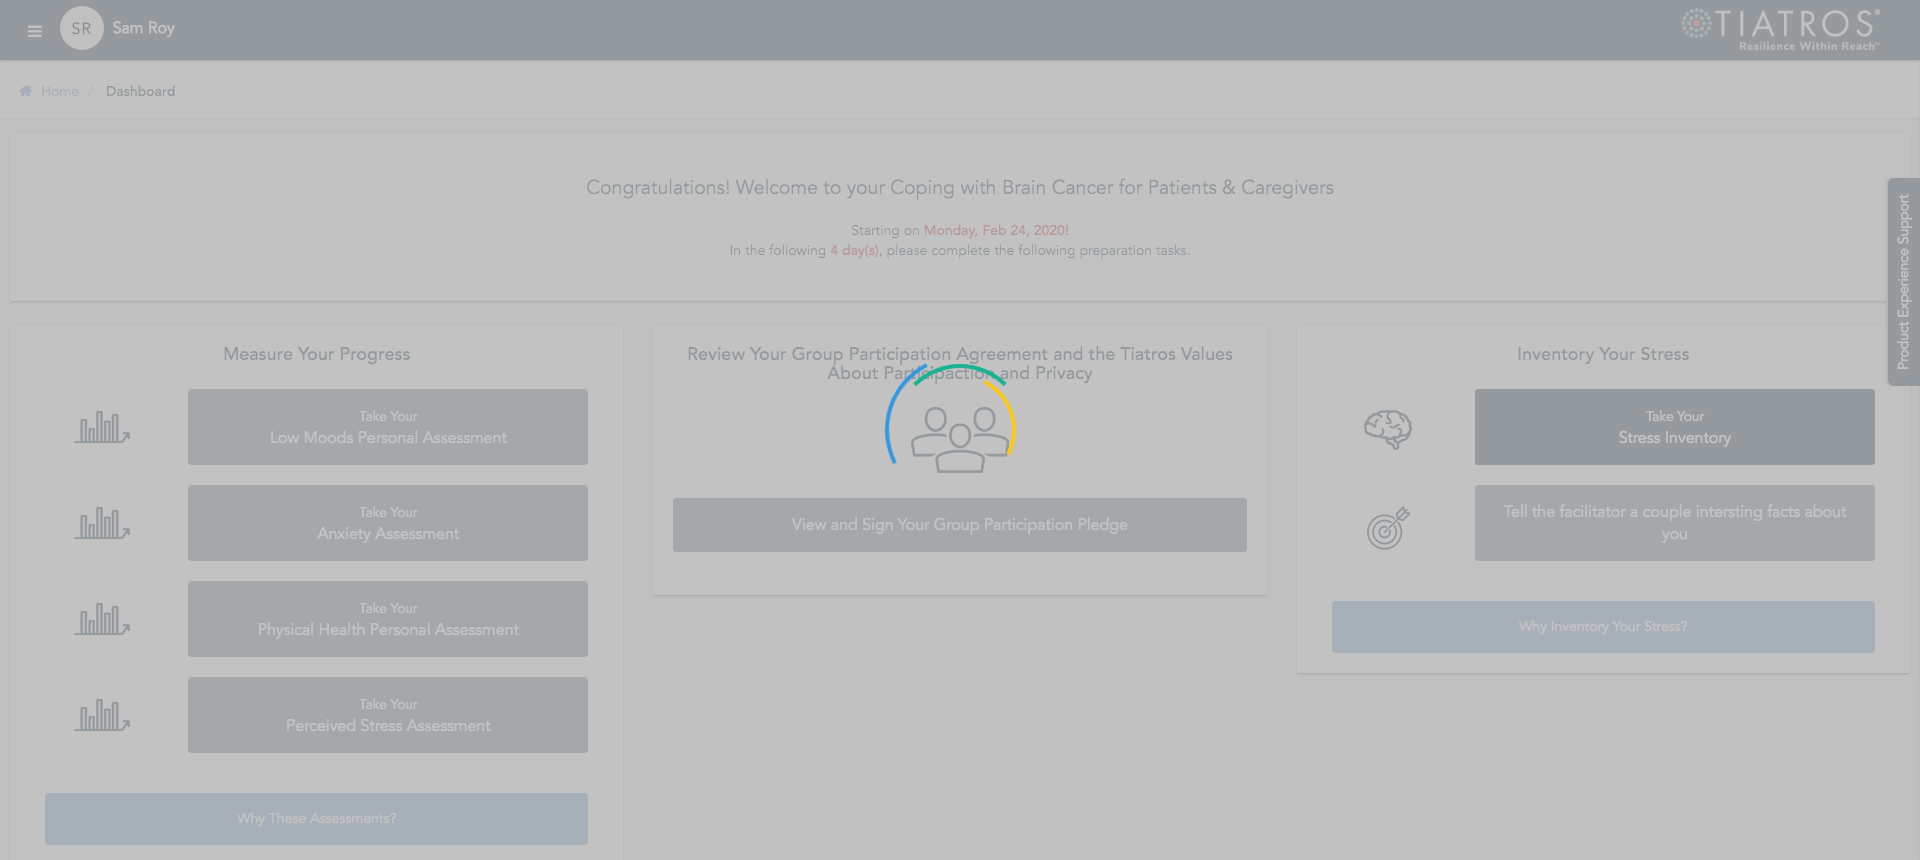 SR
Sam Roy
TIATROS®
Resilience Within Reach™
Home / Dashboard
Congratulations! Welcome to your Coping with Brain Cancer for Patients & Caregivers
Starting on Monday, Feb 24, 2020!
In the following 4 day(s), please complete the following preparation tasks.
Product Experience Support
Measure Your Progress
Take Your
Low Moods Personal Assessment
Take Your
Anxiety Assessment
Take Your
Physical Health Personal Assessment
Take Your
Perceived Stress Assessment
Why These Assessments?
Review Your Group Participation Agreement and the Tiatros Values
About Participaction and Privacy
View and Sign Your Group Participation Pledge
Inventory Your Stress
Take Your
Stress Inventory
Tell the facilitator a couple intersting facts about
you
Why Inventory Your Stress?